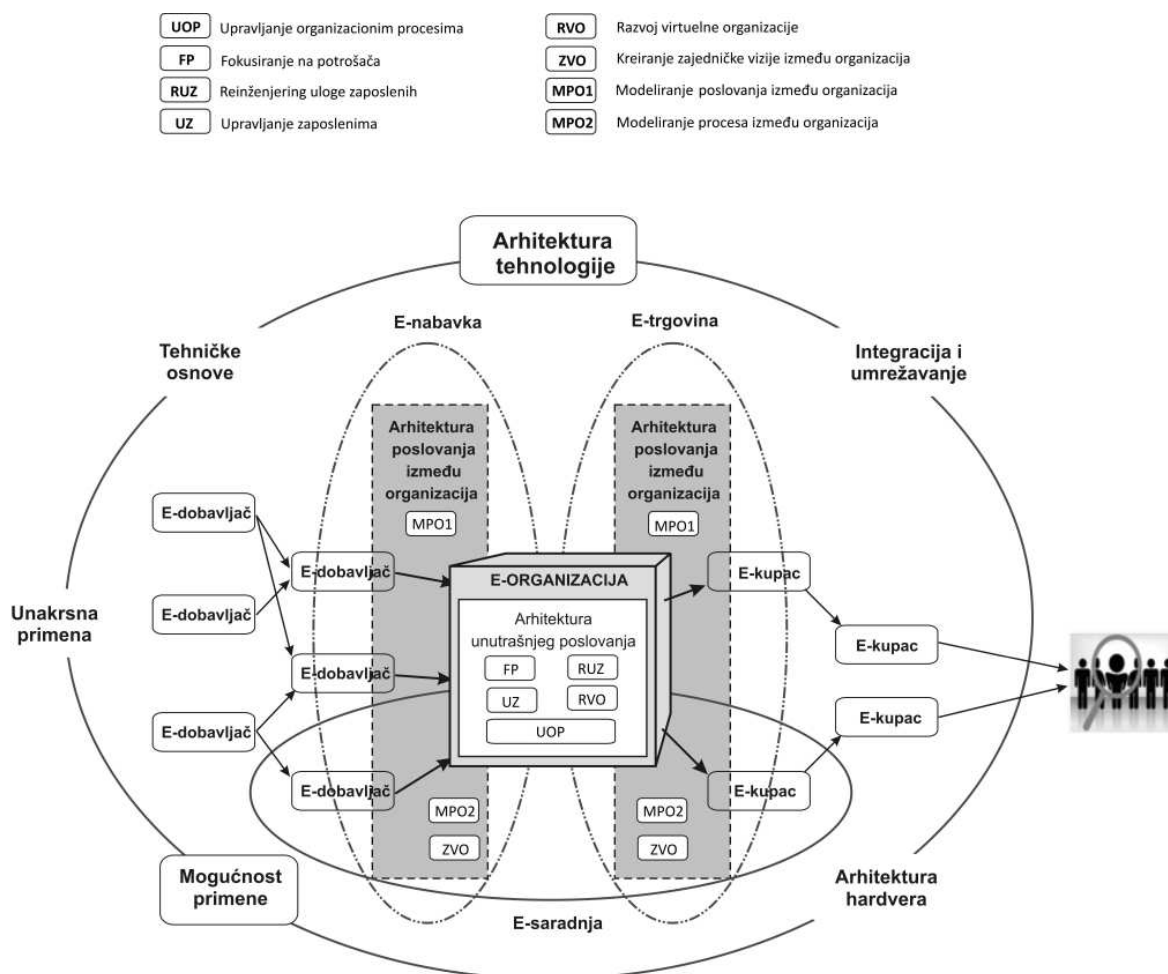 UOP Upravljanje organizacionim procesima
FP Fokusiranje na potrošača
RUZ Reinženjering uloge zaposlenih
UZ Upravljanje zaposlenima
RVO Razvoj virtuelne organizacije
ZVO Kreiranje zajedničke vizije između organizacija
MPO1 Modeliranje poslovanja između organizacija
MPO2 Modeliranje procesa između organizacija
Arhitektura
tehnologije
E-nabavka
E-trgovina
Tehničke
osnove
Integracija i
umrežavanje
Arhitektura
poslovanja
između
organizacija
MPO1
Arhitektura
poslovanja
između
organizacija
MPO1
E-dobavljač
E-dobavljač
E-dobavljač
E-dobavljač
E-dobavljač
E-dobavljač
Unakrsna
primena
E-ORGANIZACIJA
Arhitektura
unutrašnjeg poslovanja
FP
RUZ
UZ
RVO
UOP
E-kupac
E-kupac
E-kupac
E-kupac
MPO2
ZVO
MPO2
ZVO
Mogućnost
primene
E-saradnja
Arhitektura
hardvera